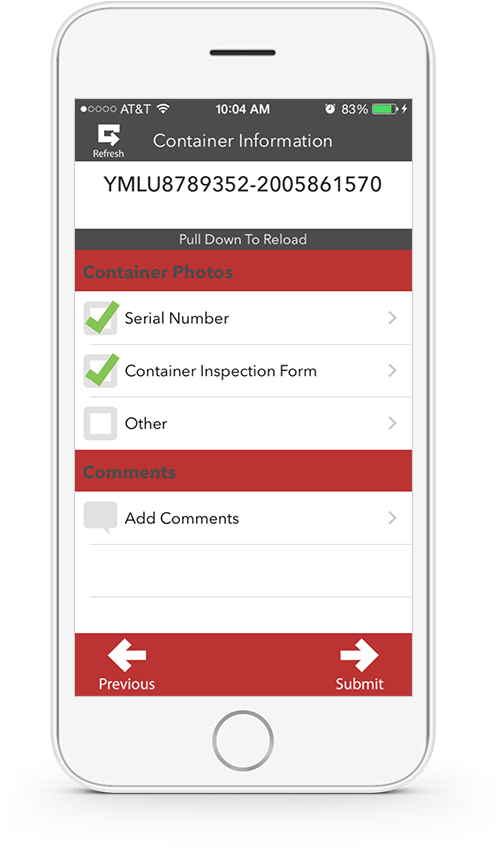 AT&T 10:04 AM 83%
Refresh
Container Information
YMLU8789352-2005861570
Pull Down To Reload
Container Photos
Serial Number
Container Inspection Form
Other
Comments
Add Comments
Previous
Submit